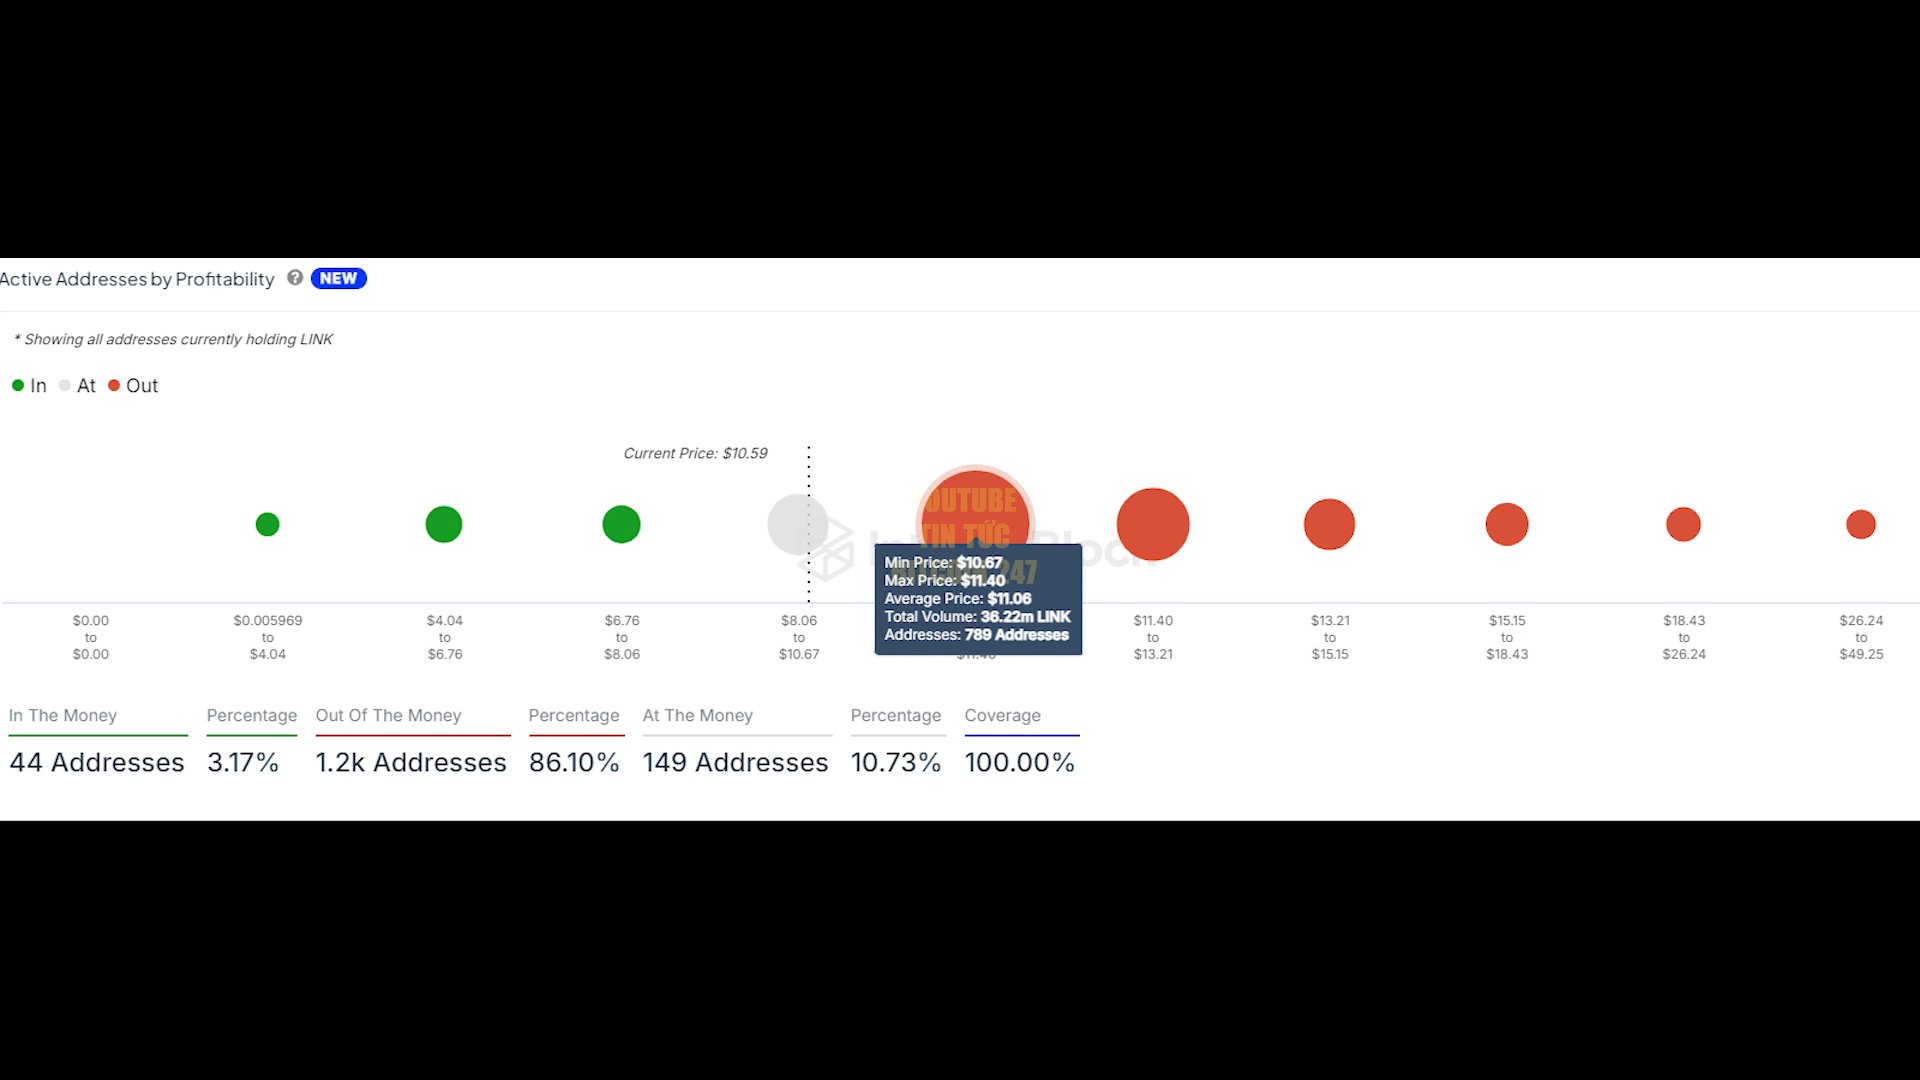 Active Addresses by Profitability ? NEW
* Showing all addresses currently holding LINK
In At Out
Current Price: $10.59
OUTUBE
TIN TỨC
247
Min Price: $10.67
Max Price: $11.40
Average Price: $11.06
Total Volume: 36.22m LINK
Addresses: 789 Addresses
$0.00 to $0.00
$0.005969 to $4.04
$4.04 to $6.76
$6.76 to $8.06
$8.06 to $10.67
$11.40
$11.40 to $13.21
$13.21 to $15.15
$15.15 to $18.43
$18.43 to $26.24
$26.24 to $49.25
In The Money Percentage Out Of The Money Percentage At The Money Percentage Coverage
44 Addresses 3.17% 1.2k Addresses 86.10% 149 Addresses 10.73% 100.00%